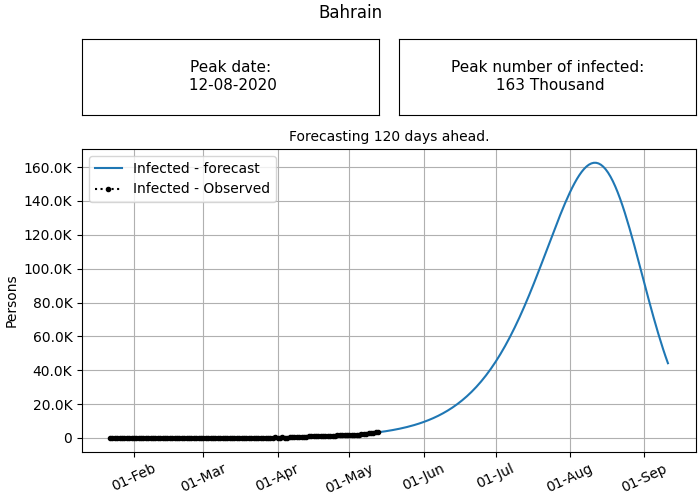 Bahrain
Peak date:
12-08-2020
Peak number of infected:
163 Thousand
Forecasting 120 days ahead.
Infected - forecast
Infected - Observed
Persons
160.0K
140.0K
120.0K
100.0K
80.0K
60.0K
40.0K
20.0K
0
01-Feb
01-Mar
01-Apr
01-May
01-Jun
01-Jul
01-Aug
01-Sep